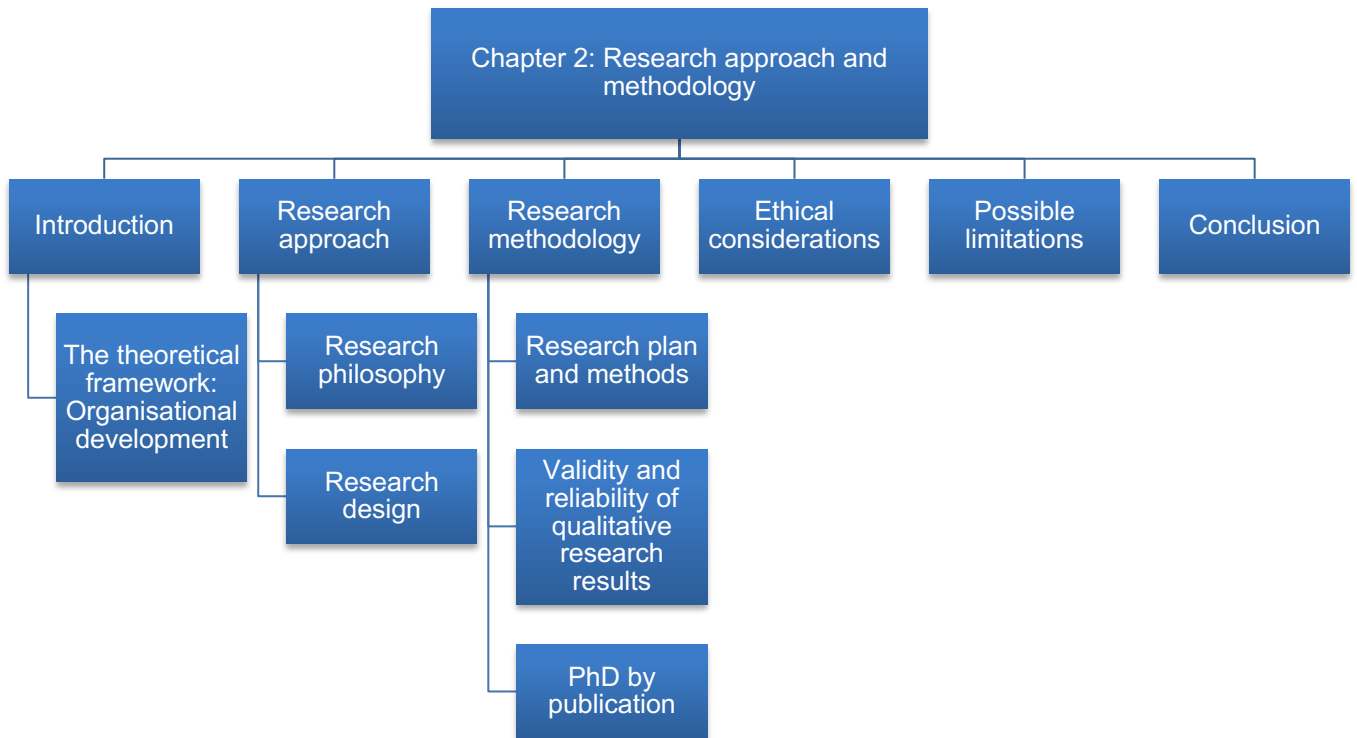 Chapter 2: Research approach and
methodology
Introduction
Research
approach
Research
methodology
Ethical
considerations
Possible
limitations
Conclusion
The theoretical
framework:
Organisational
development
Research
philosophy
Research
design
Research plan
and methods
Validity and
reliability of
qualitative
research
results
PhD by
publication